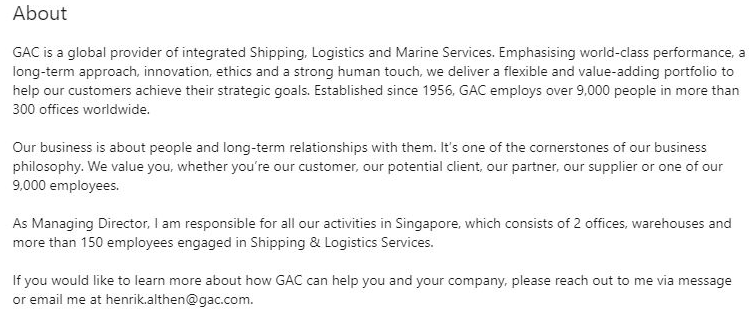 About
GAC is a global provider of integrated Shipping, Logistics and Marine Services. Emphasising world-class performance, a
long-term approach, innovation, ethics and a strong human touch, we deliver a flexible and value-adding portfolio to
help our customers achieve their strategic goals. Established since 1956, GAC employs over 9,000 people in more than
300 offices worldwide.
Our business is about people and long-term relationships with them. It's one of the cornerstones of our business
philosophy. We value you, whether you're our customer, our potential client, our partner, our supplier or one of our
9,000 employees.
As Managing Director, I am responsible for all our activities in Singapore, which consists of 2 offices, warehouses and
more than 150 employees engaged in Shipping & Logistics Services.
If you would like to learn more about how GAC can help you and your company, please reach out to me via message
or email me at henrik.althen@gac.com.